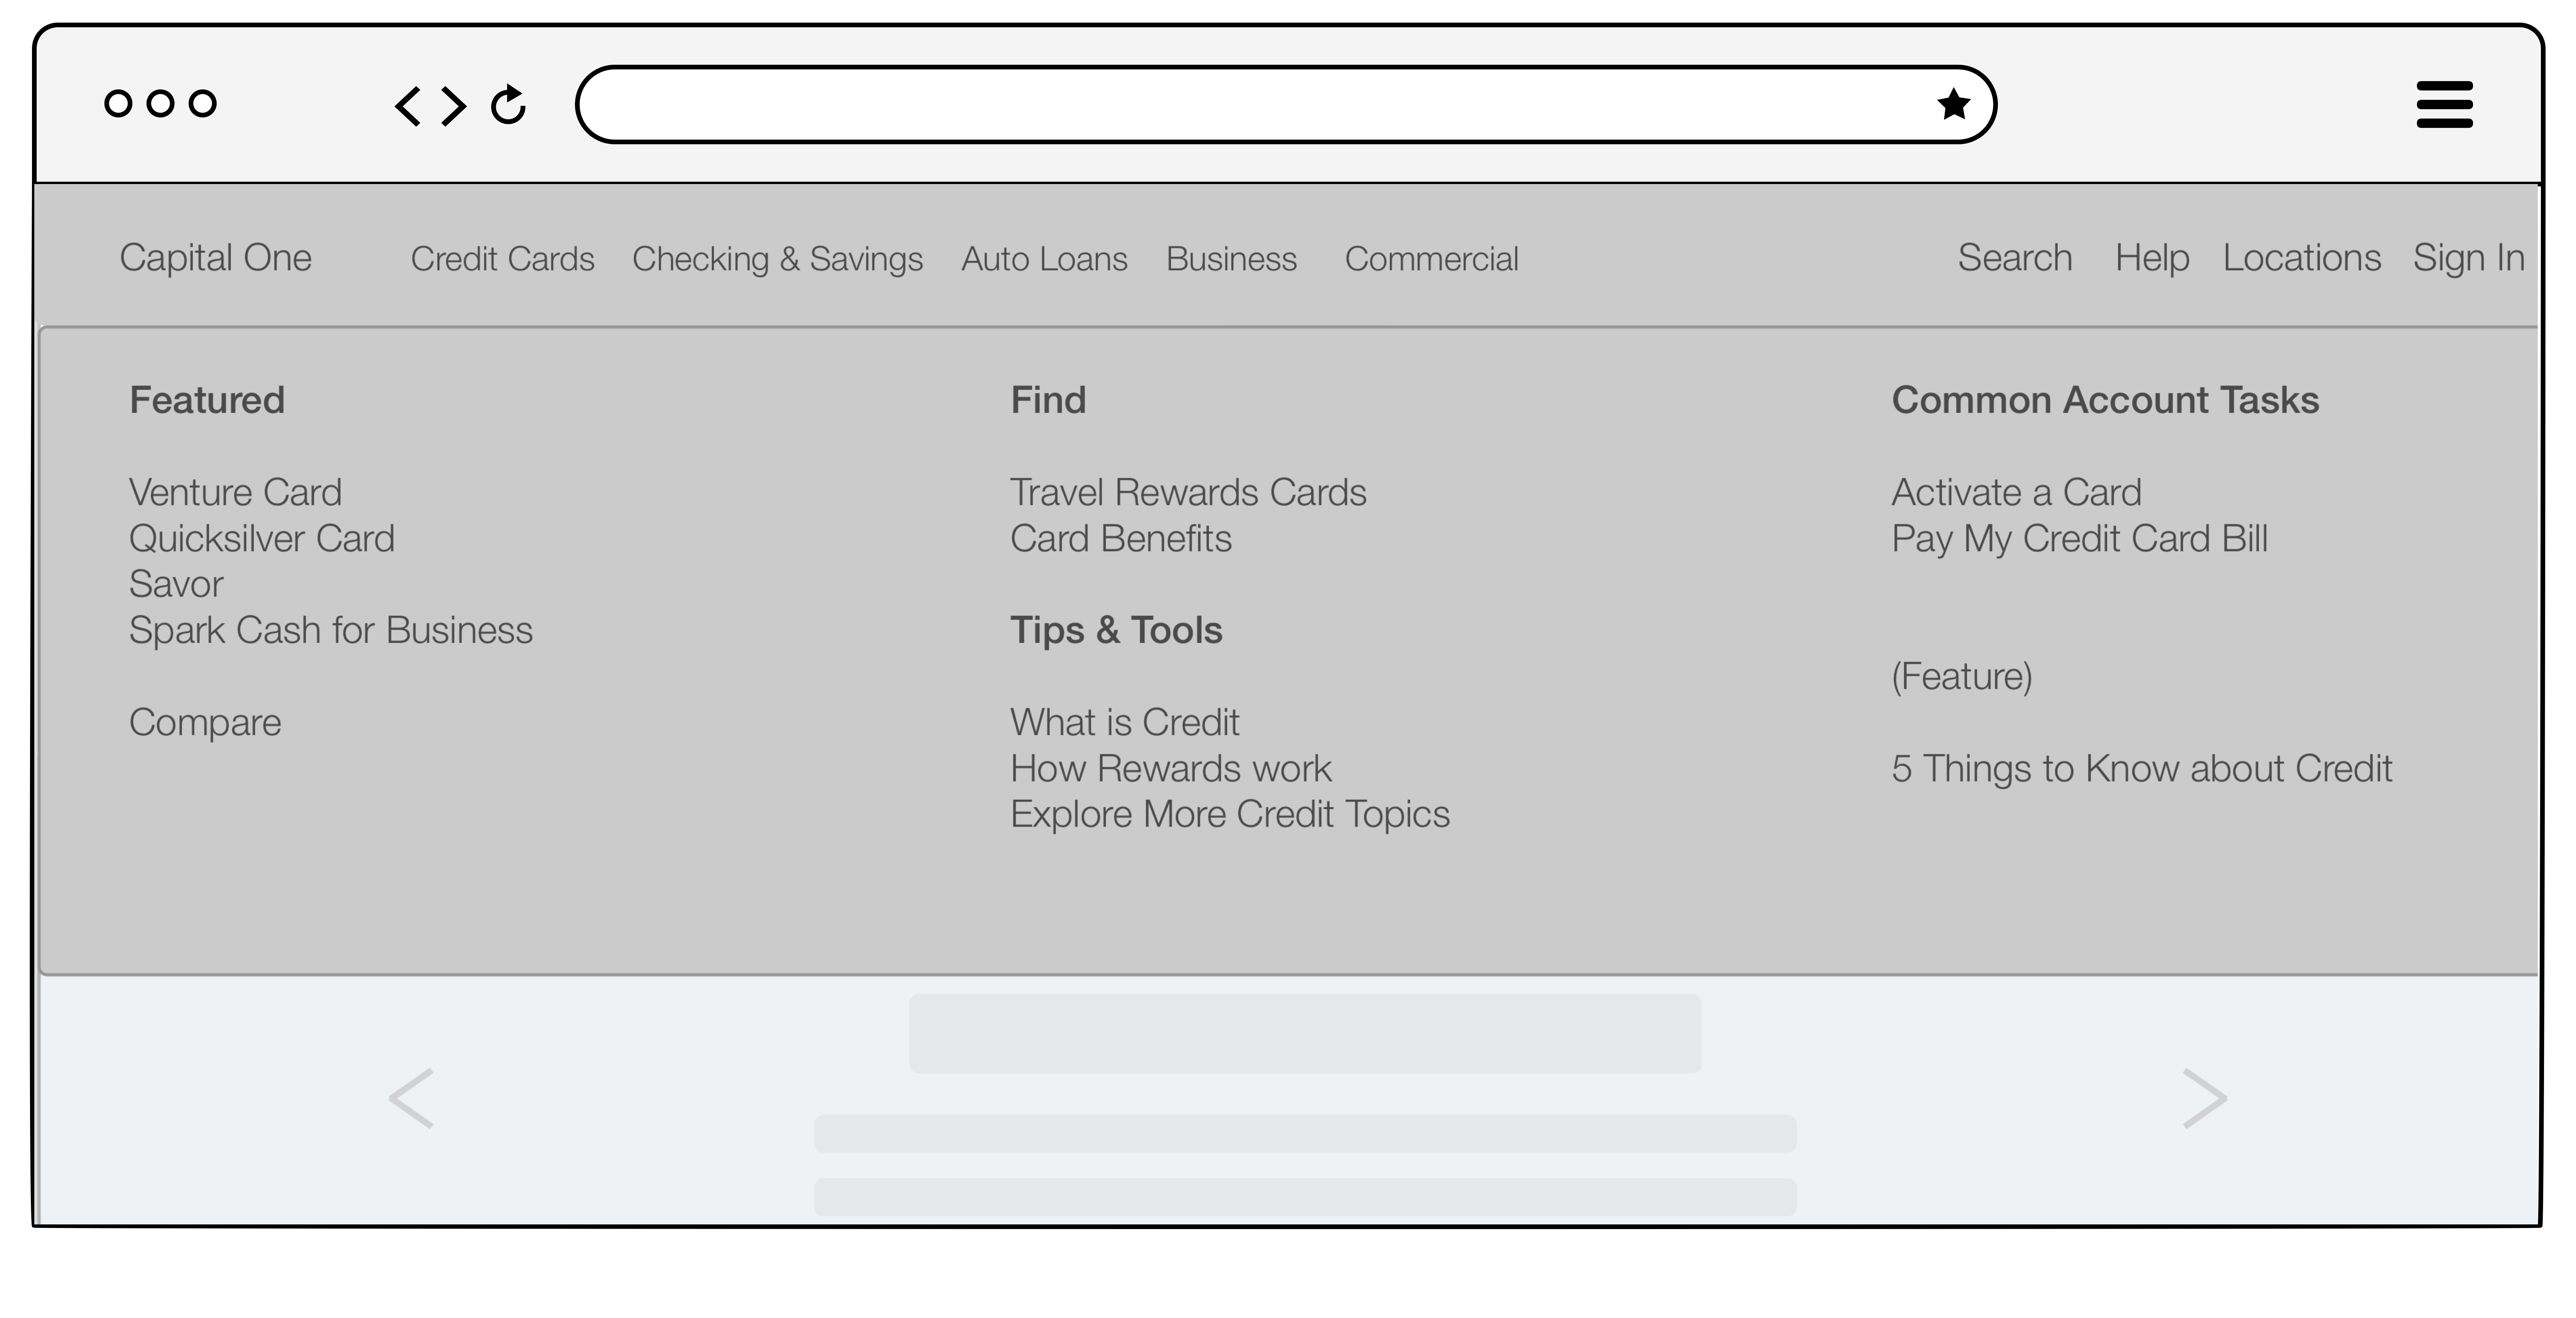 Capital One Credit Cards Checking & Savings Auto Loans Business Commercial Search Help Locations Sign In
Featured
Venture Card
Quicksilver Card
Savor
Spark Cash for Business
Compare
Find
Travel Rewards Cards
Card Benefits
Tips & Tools
What is Credit
How Rewards work
Explore More Credit Topics
Common Account Tasks
Activate a Card
Pay My Credit Card Bill
(Feature)
5 Things to Know about Credit